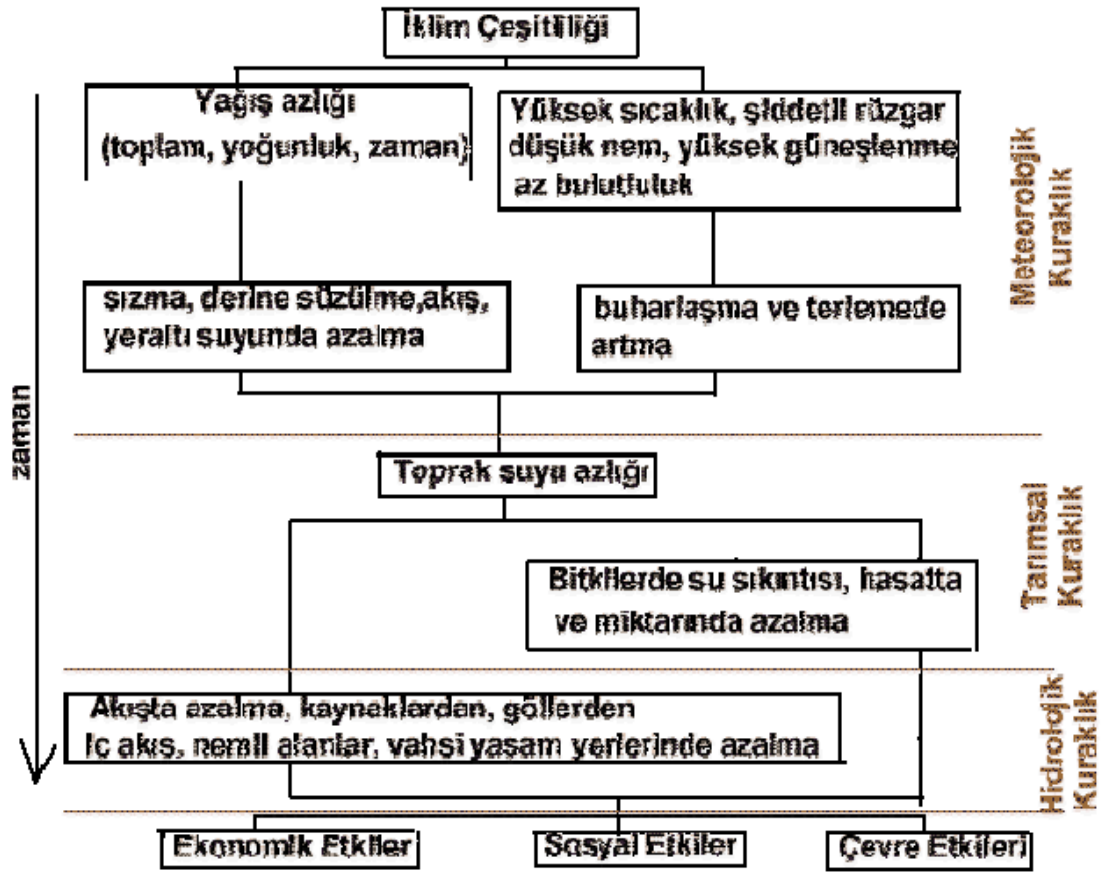 İklim Çeşitliliği
Yağış azlığı
(toplam, yoğunluk, zaman)
Yüksek sıcaklık, şiddetli rüzgar
düşük nem, yüksek güneşlenme
az bulutluluk
Meteorolojik
Kuraklık
sızma, derine süzülme,akış,
yeraltı suyunda azalma
buharlaşma ve terlemede
artma
zaman
Toprak suyu azlığı
Tarımsal
Kuraklık
Bitkilerde su sıkıntısı, hasatta
ve miktarında azalma
Akışta azalma, kaynaklardan, göllerden
iç akış, nemli alanlar, vahşi yaşam yerlerinde azalma
Hidrolojik
Kuraklık
Ekonomik Etkiler
Sosyal Etkiler
Çevre Etkileri